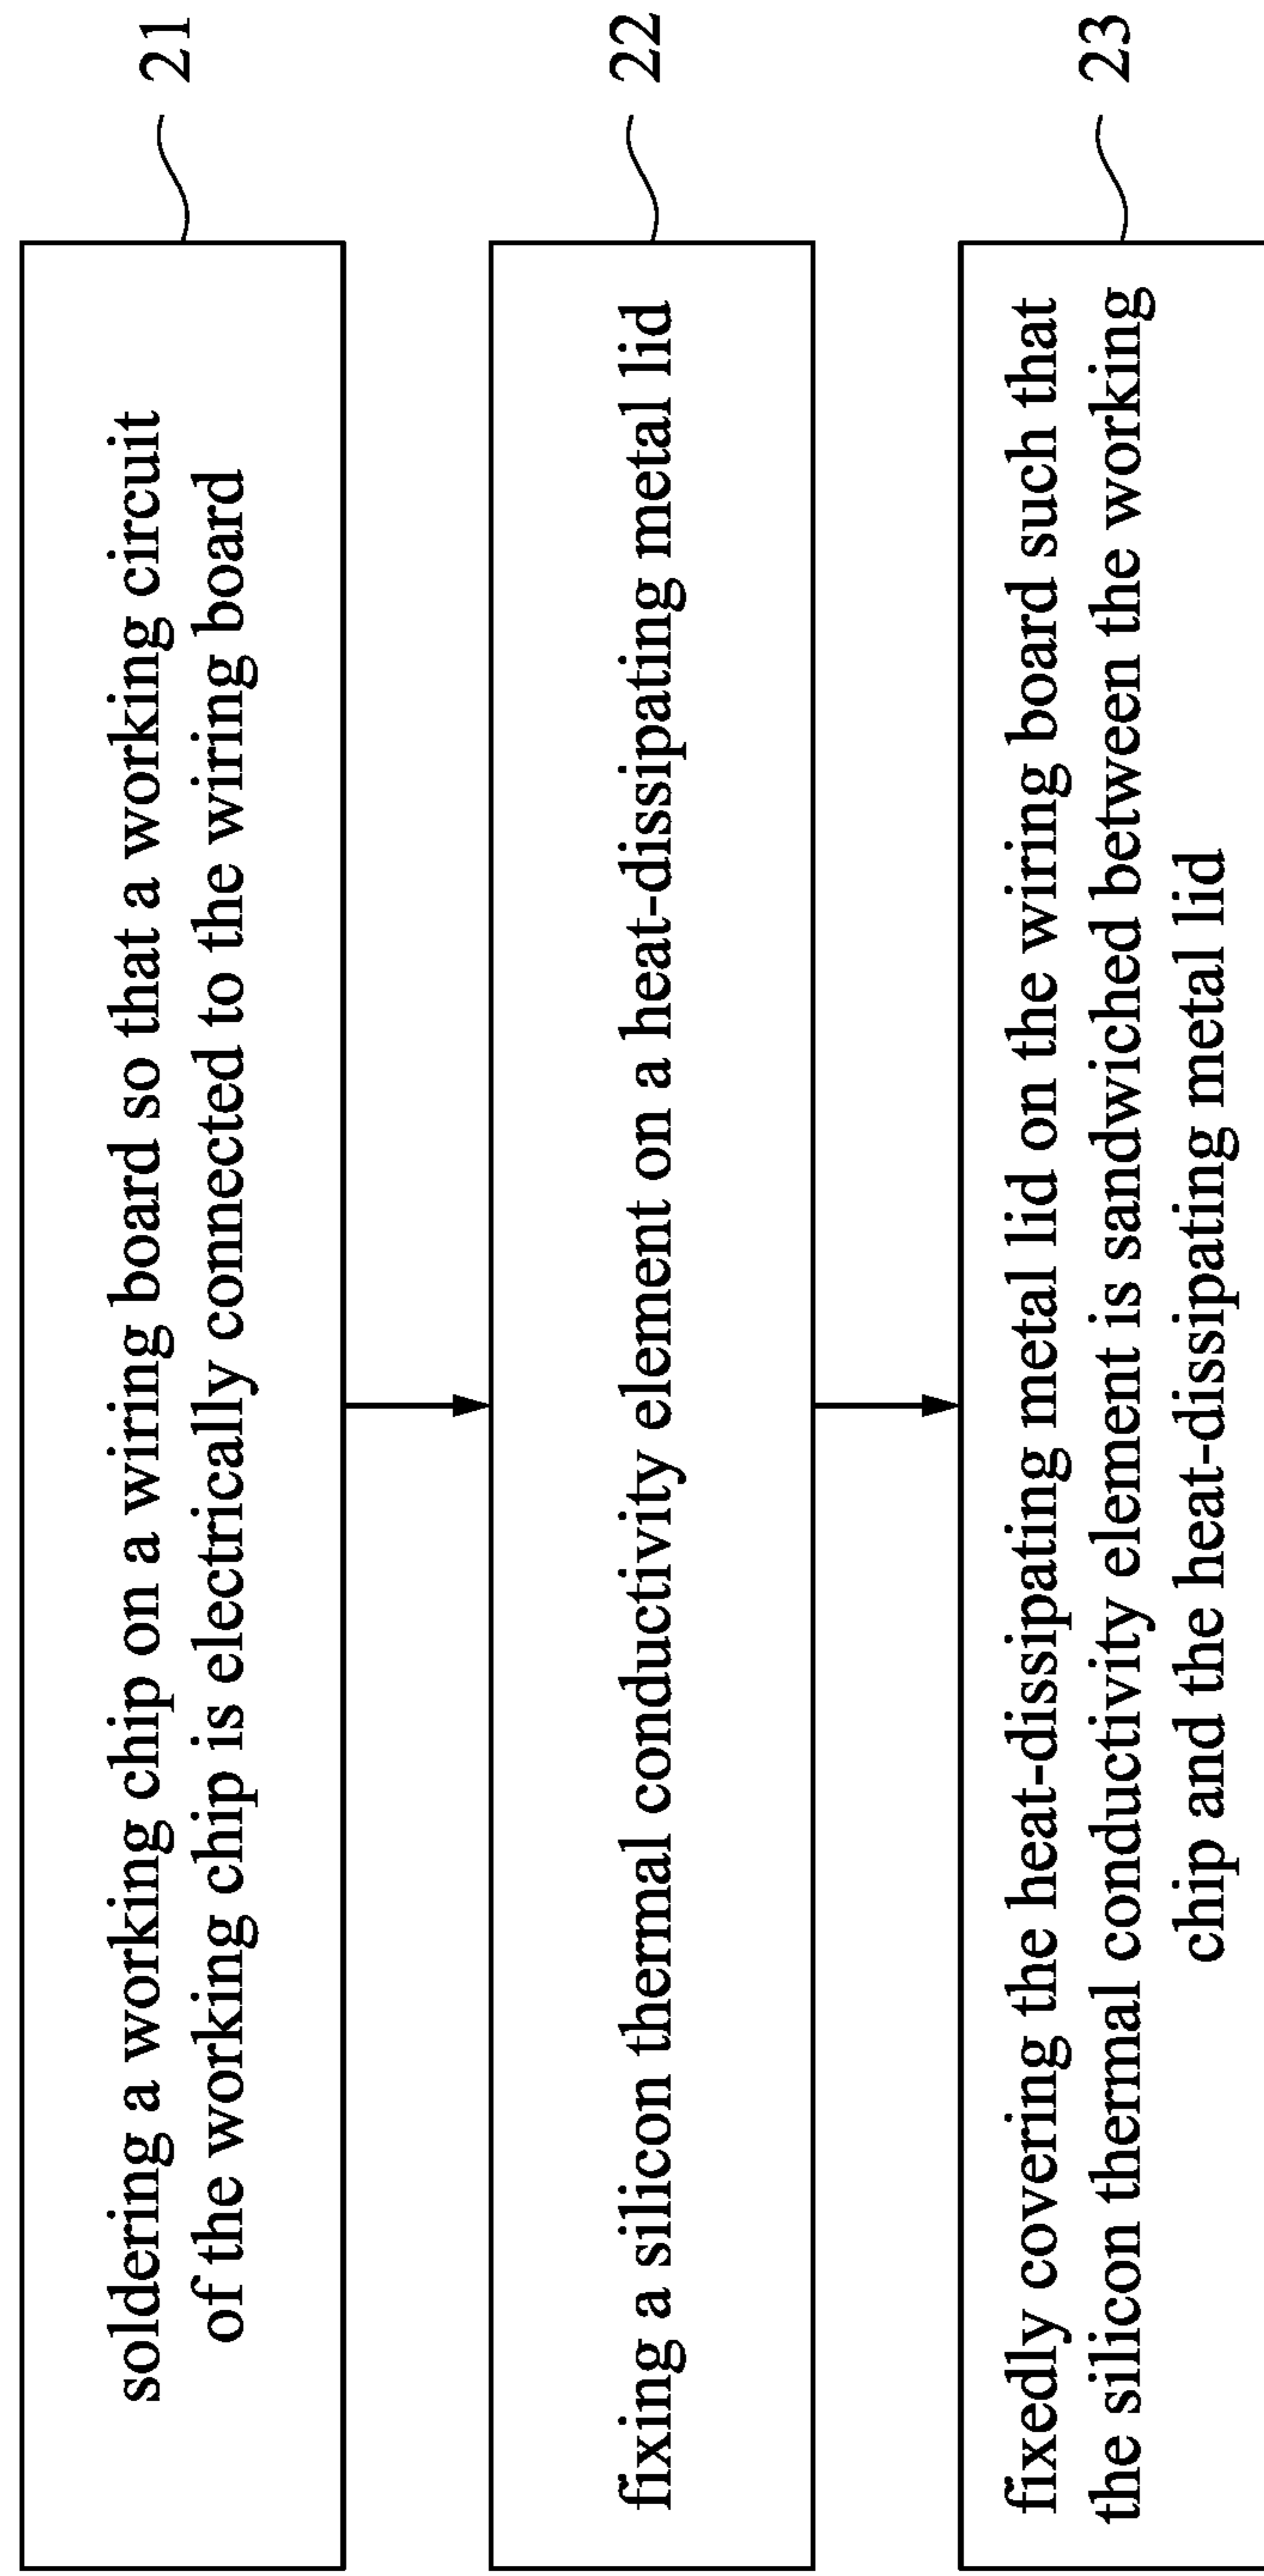 soldering a working chip on a wiring board so that a working circuit
of the working chip is electrically connected to the wiring board
21
fixing a silicon thermal conductivity element on a heat-dissipating metal lid
22
fixedly covering the heat-dissipating metal lid on the wiring board such that
the silicon thermal conductivity element is sandwiched between the working
chip and the heat-dissipating metal lid
23